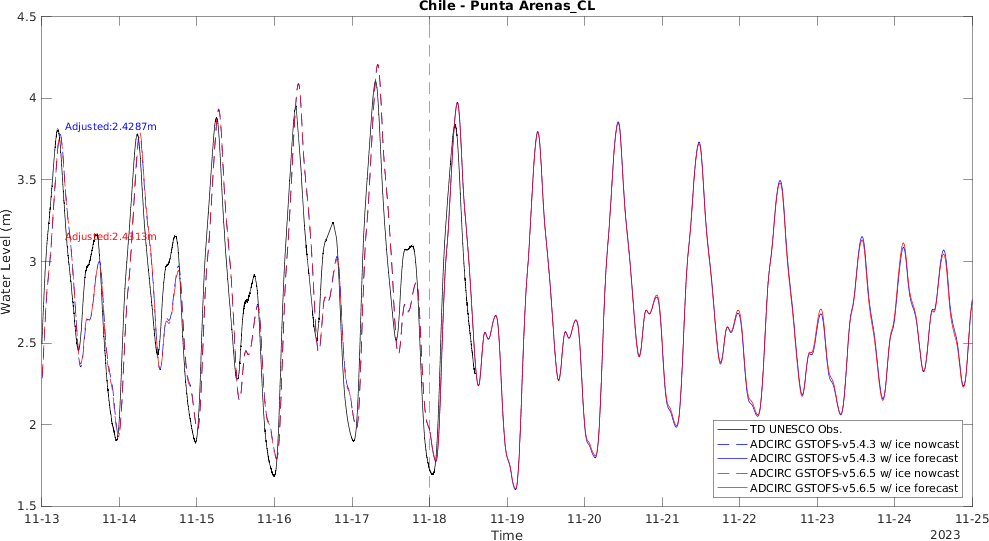 Chile - Punta Arenas_CL
4.5
4
3.5
3
2.5
2
1.5
Water Level (m)
Adjusted:2.4287m
Adjusted:2.4313m
TD UNESCO Obs.
ADCIRC GSTOFS-v5.4.3 w/ ice nowcast
ADCIRC GSTOFS-v5.4.3 w/ ice forecast
ADCIRC GSTOFS-v5.6.5 w/ ice nowcast
ADCIRC GSTOFS-v5.6.5 w/ ice forecast
11-13 11-14 11-15 11-16 11-17 11-18 11-19 11-20 11-21 11-22 11-23 11-24 11-25
Time
2023